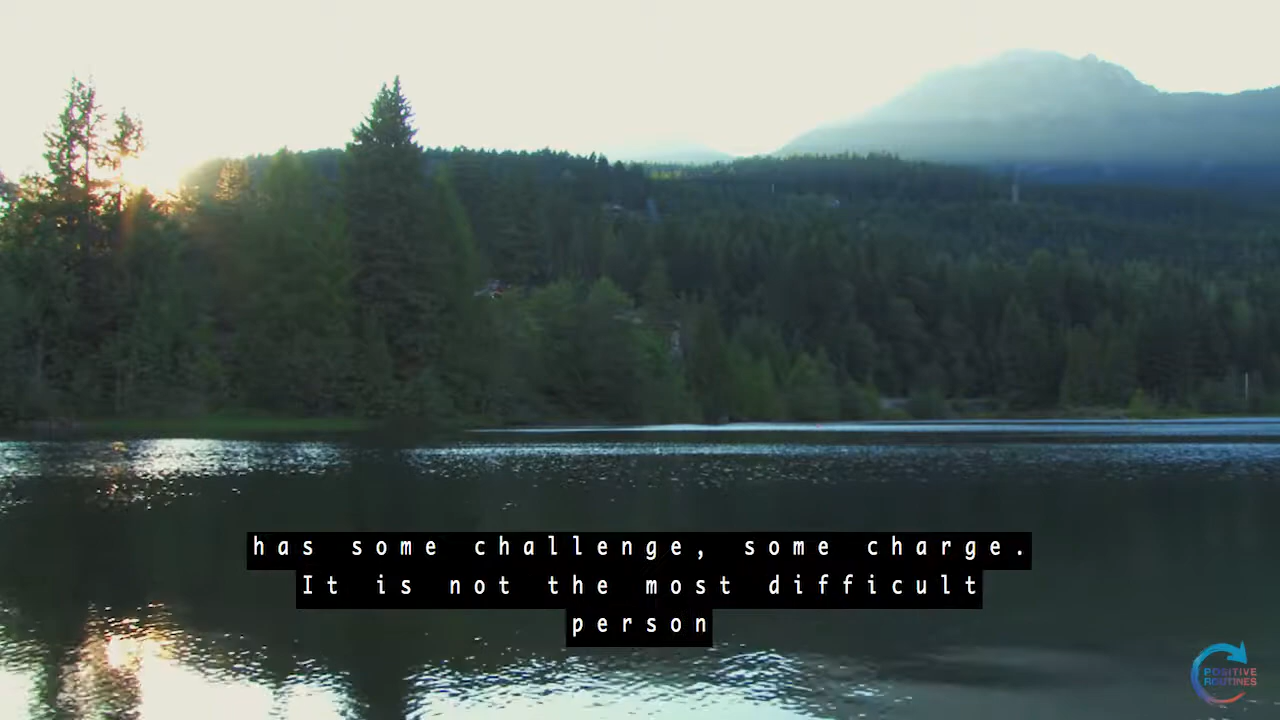 has some challenge, some charge.
It is not the most difficult
person
POSITIVE
ROUTINES